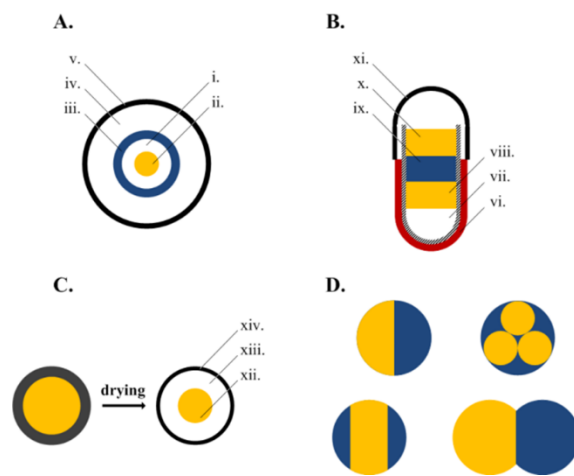 A.
B.
v.
iv.
iii.
i.
ii.
xi.
x.
ix.
viii.
vii.
vi.
C.
D.
xiv.
xiii.
xii.
drying